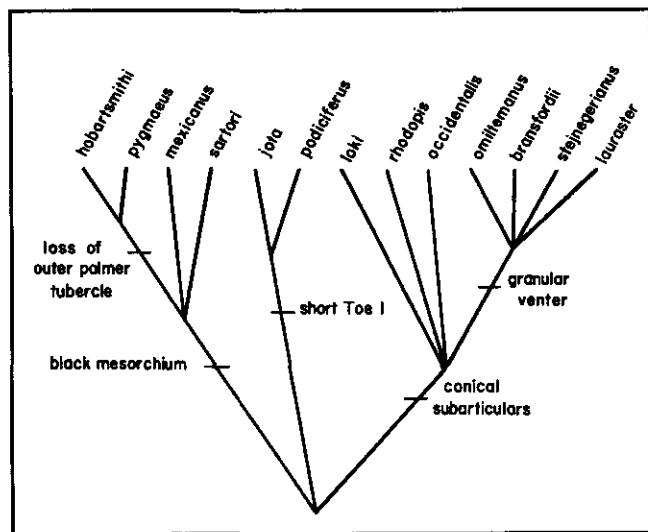 hobartsmithi
pygmaeus
mexicanus
sartori
jota
podiciferus
loki
rhodopis
occidentalis
omiltemanus
bransfordii
stejnegerianus
lauraster
loss of
outer palmer
tubercle
short Toe I
granular
venter
black mesorchium
conical
subarticulars